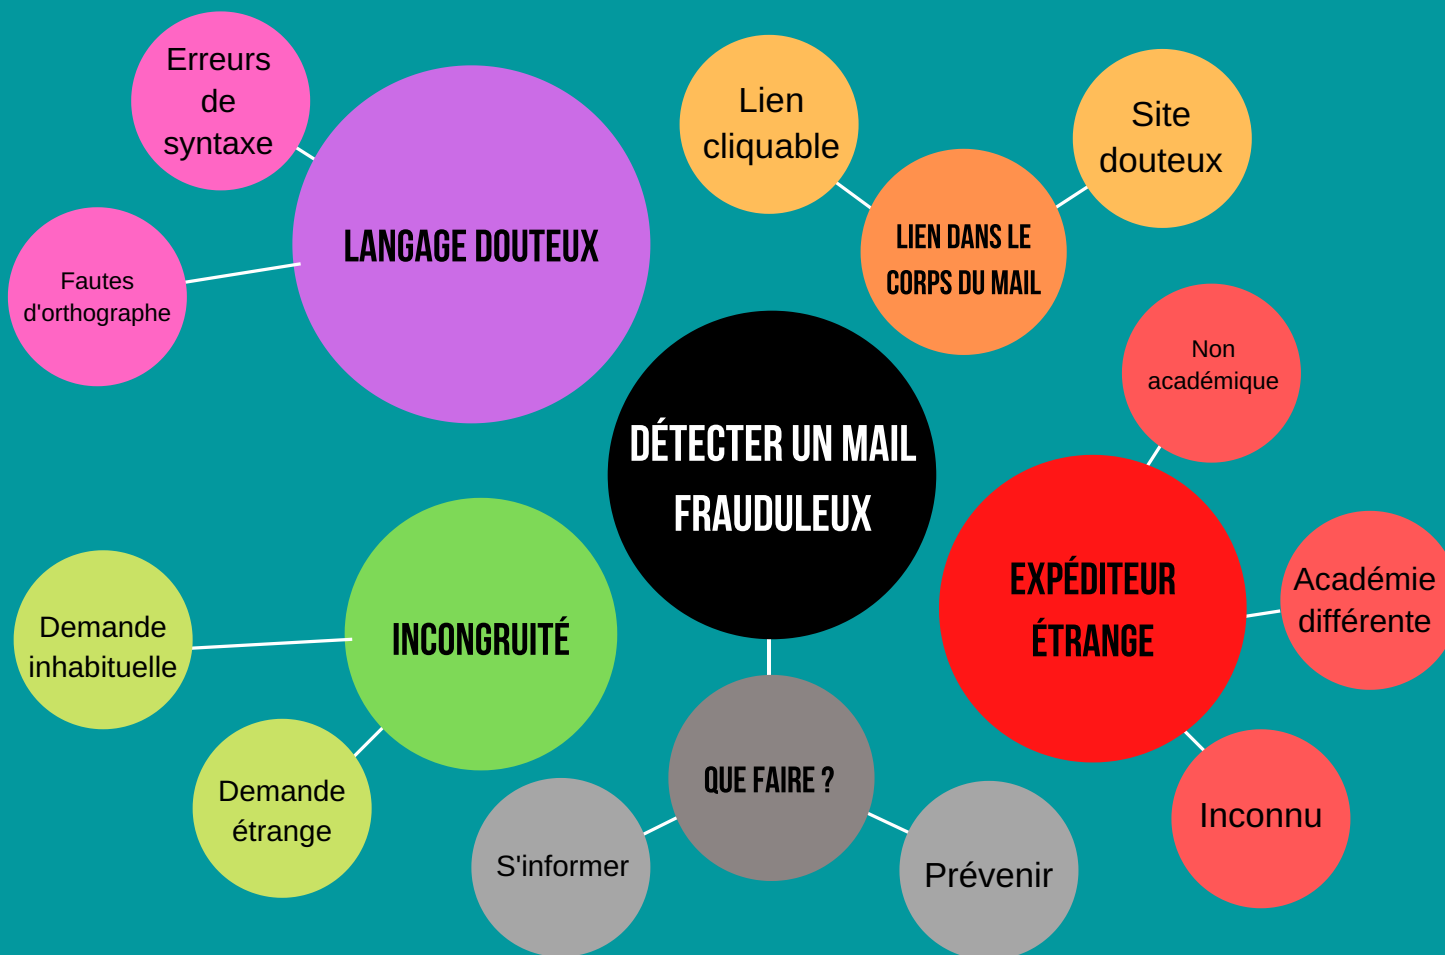 Erreurs
de
syntaxe
Fautes
d'orthographe
LANGAGE DOUTEUX
Lien
cliquable
Site
douteux
LIEN DANS LE
CORPS DU MAIL
Non
académique
DÉTECTER UN MAIL
FRAUDULEUX
EXPÉDITEUR
ÉTRANGE
Académie
différente
Inconnu
INCONGRUITÉ
Demande
inhabituelle
Demande
étrange
QUE FAIRE ?
S'informer
Prévenir